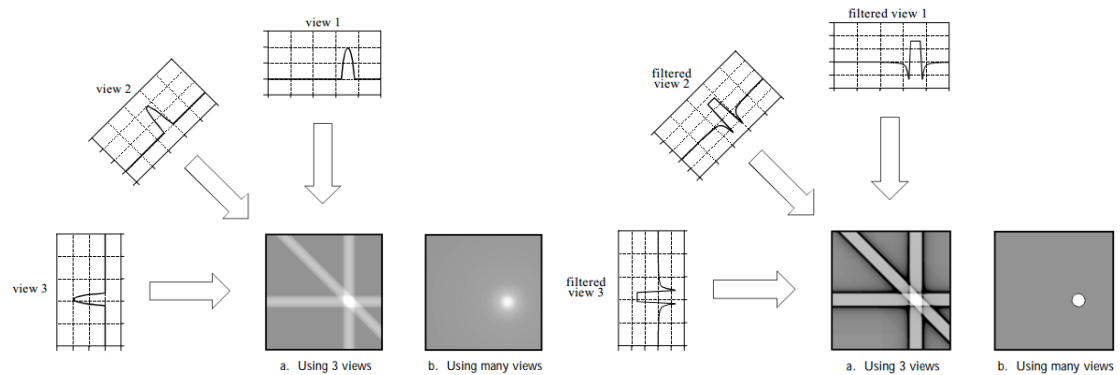 view 1
view 2
view 3
a. Using 3 views
b. Using many views
filtered view 1
filtered
view 2
filtered
view 3
a. Using 3 views
b. Using many views